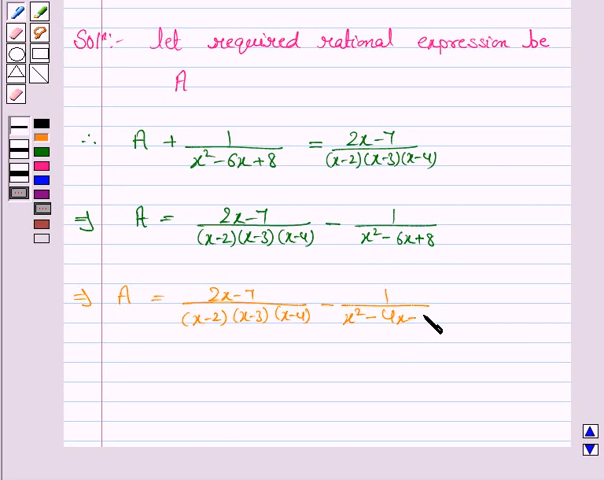 Solⁿ:- let required rational expression be
A
∴ A + 1/(x²-6x+8) = (2x-7)/((x-2)(x-3)(x-4))
⇒ A = (2x-7)/((x-2)(x-3)(x-4)) - 1/(x²-6x+8)
⇒ A = (2x-7)/((x-2)(x-3)(x-4)) - 1/(x²-4x-